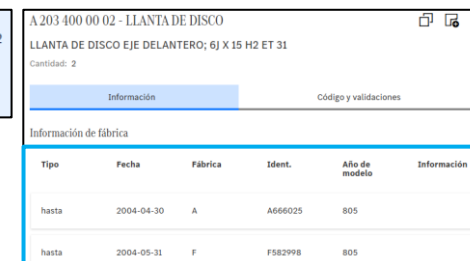 A 203 400 00 02 - LLANTA DE DISCO
LLANTA DE DISCO EJE DELANTERO; 6J X 15 H2 ET 31
Cantidad: 2
Información
Código y validaciones
Información de fábrica
Tipo Fecha Fábrica Ident. Año de modelo Información
hasta 2004-04-30 A A666025 805
hasta 2004-05-31 F F582998 805